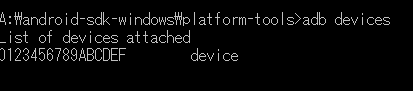 A:₩android-sdk-windows₩platform-tools>adb devices
List of devices attached
0123456789ABCDEF device